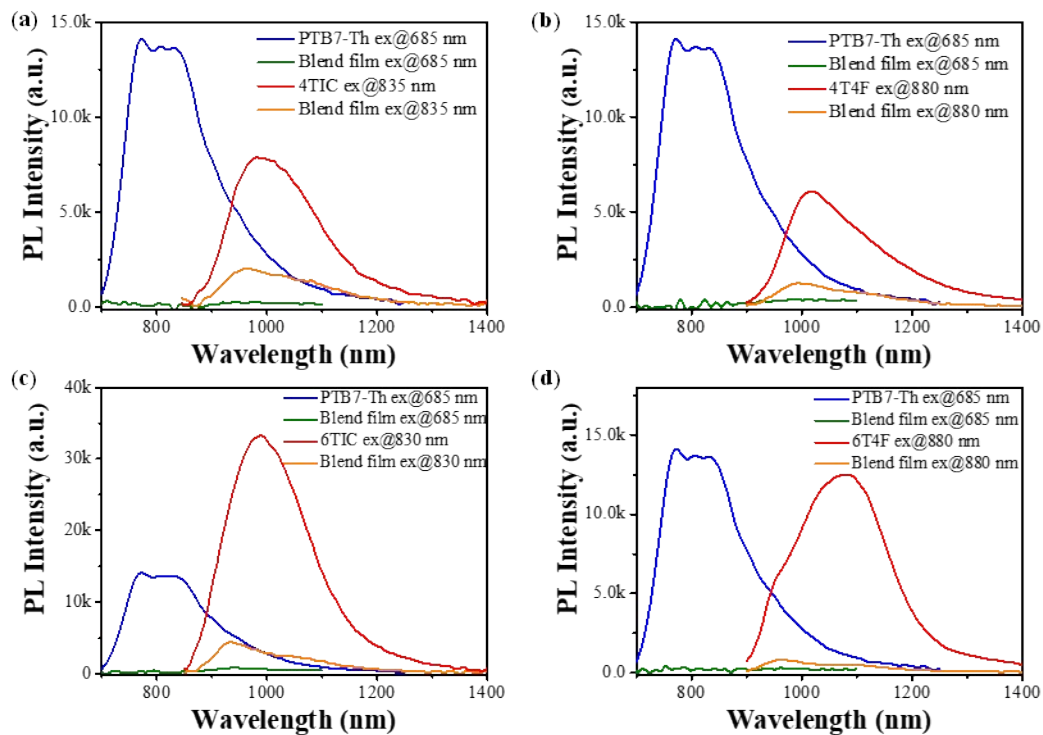 (a)
15.0k
10.0k
5.0k
0.0
PL Intensity (a.u.)
PTB7-Th ex@685 nm
Blend film ex@685 nm
4TIC ex@835 nm
Blend film ex@835 nm
800
1000
1200
1400
Wavelength (nm)
(b)
15.0k
10.0k
5.0k
0.0
PL Intensity (a.u.)
PTB7-Th ex@685 nm
Blend film ex@685 nm
4T4F ex@880 nm
Blend film ex@880 nm
800
1000
1200
1400
Wavelength (nm)
(c)
40k
30k
20k
10k
0
PL Intensity (a.u.)
PTB7-Th ex@685 nm
Blend film ex@685 nm
6TIC ex@830 nm
Blend film ex@830 nm
800
1000
1200
1400
Wavelength (nm)
(d)
15.0k
10.0k
5.0k
0.0
PL Intensity (a.u.)
PTB7-Th ex@685 nm
Blend film ex@685 nm
6T4F ex@880 nm
Blend film ex@880 nm
800
1000
1200
1400
Wavelength (nm)